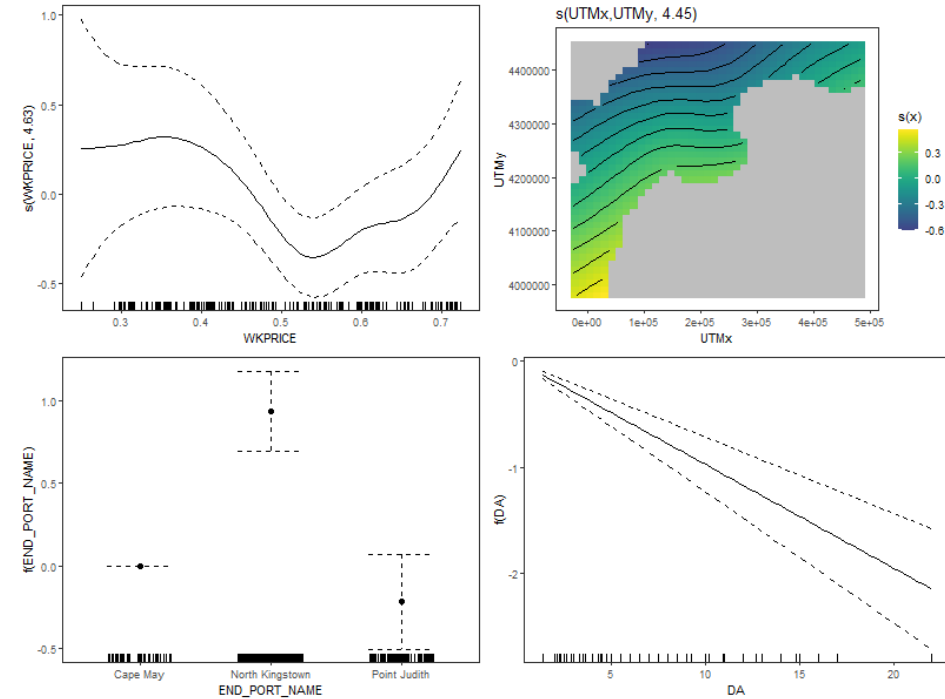 s(WKPRICE, 4.63)
1.0
0.5
0.0
-0.5
0.3 0.4 0.5 0.6 0.7
WKPRICE
s(UTMx,UTMy, 4.45)
UTMy
4400000
4300000
4200000
4100000
4000000
0e+00 1e+05 2e+05 3e+05 4e+05 5e+05
UTMx
s(x)
0.3
0.0
-0.3
-0.6
f(END_PORT_NAME)
1.0
0.5
0.0
-0.5
Cape May North Kingstown Point Judith
END_PORT_NAME
f(DA)
0
-1
-2
5 10 15 20
DA